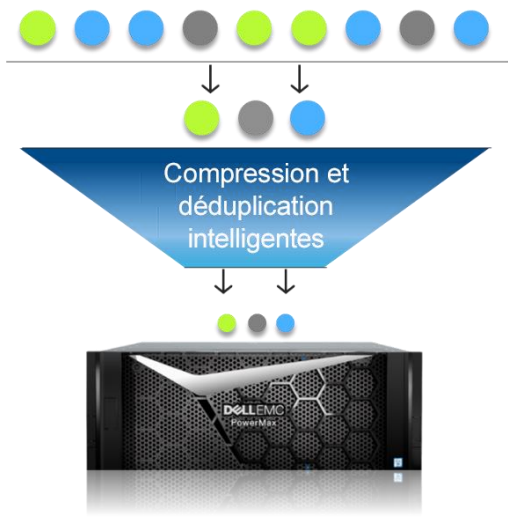 Compression et
déduplication
intelligentes
DELLEMC
PowerMax